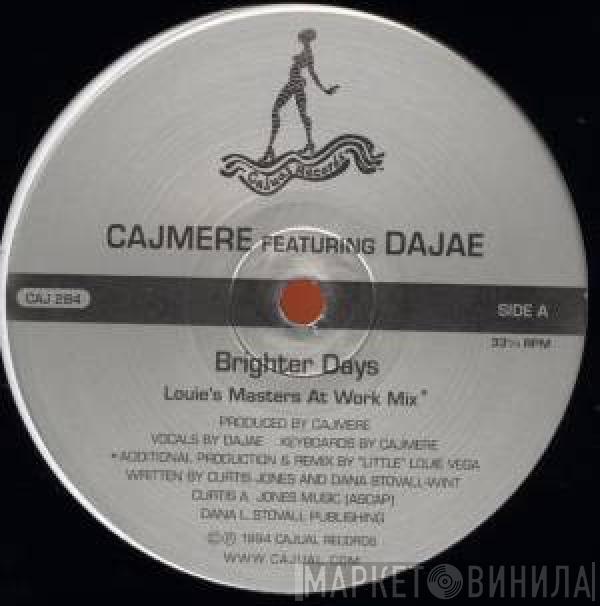 Cajual Records
CAJMERE FEATURING DAJAE
CAJ 284
SIDE A
33⅓ RPM
Brighter Days
Louie's Masters At Work Mix*
PRODUCED BY CAJMERE
VOCALS BY DAJAE KEYBOARDS BY CAJMERE
*ADDITIONAL PRODUCTION & REMIX BY "LITTLE" LOUIE VEGA
WRITTEN BY CURTIS JONES AND DANA STOVALL-WINT
CURTIS A. JONES MUSIC (ASCAP)
DANA L. STOVALL PUBLISHING
©℗ 1994 CAJUAL RECORDS
WWW.CAJUAL.COM
МАРКЕТ ВИНИЛА